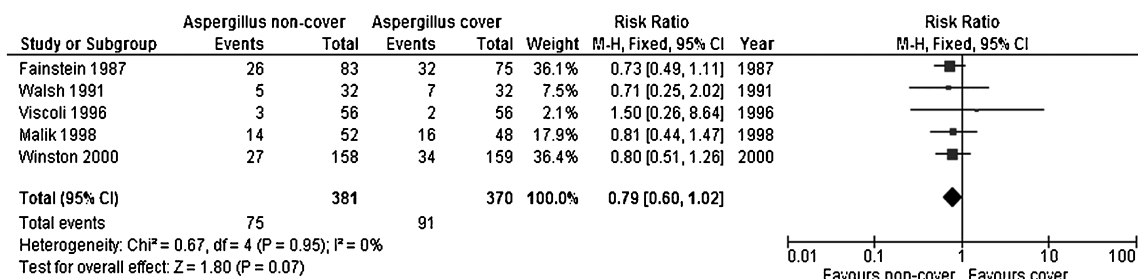 Aspergillus non-cover Aspergillus cover Risk Ratio Risk Ratio
Study or Subgroup Events Total Events Total Weight M-H, Fixed, 95% CI Year M-H, Fixed, 95% CI
Fainstein 1987 26 83 32 75 36.1% 0.73 [0.49, 1.11] 1987
Walsh 1991 5 32 7 32 7.5% 0.71 [0.25, 2.02] 1991
Viscoli 1996 3 56 2 56 2.1% 1.50 [0.26, 8.64] 1996
Malik 1998 14 52 16 48 17.9% 0.81 [0.44, 1.47] 1998
Winston 2000 27 158 34 159 36.4% 0.80 [0.51, 1.26] 2000
Total (95% CI) 381 370 100.0% 0.79 [0.60, 1.02]
Total events 75 91
Heterogeneity: Chi² = 0.67, df = 4 (P = 0.95); I² = 0%
Test for overall effect: Z = 1.80 (P = 0.07)
0.01 0.1 1 10 100
Favours non-cover Favours cover